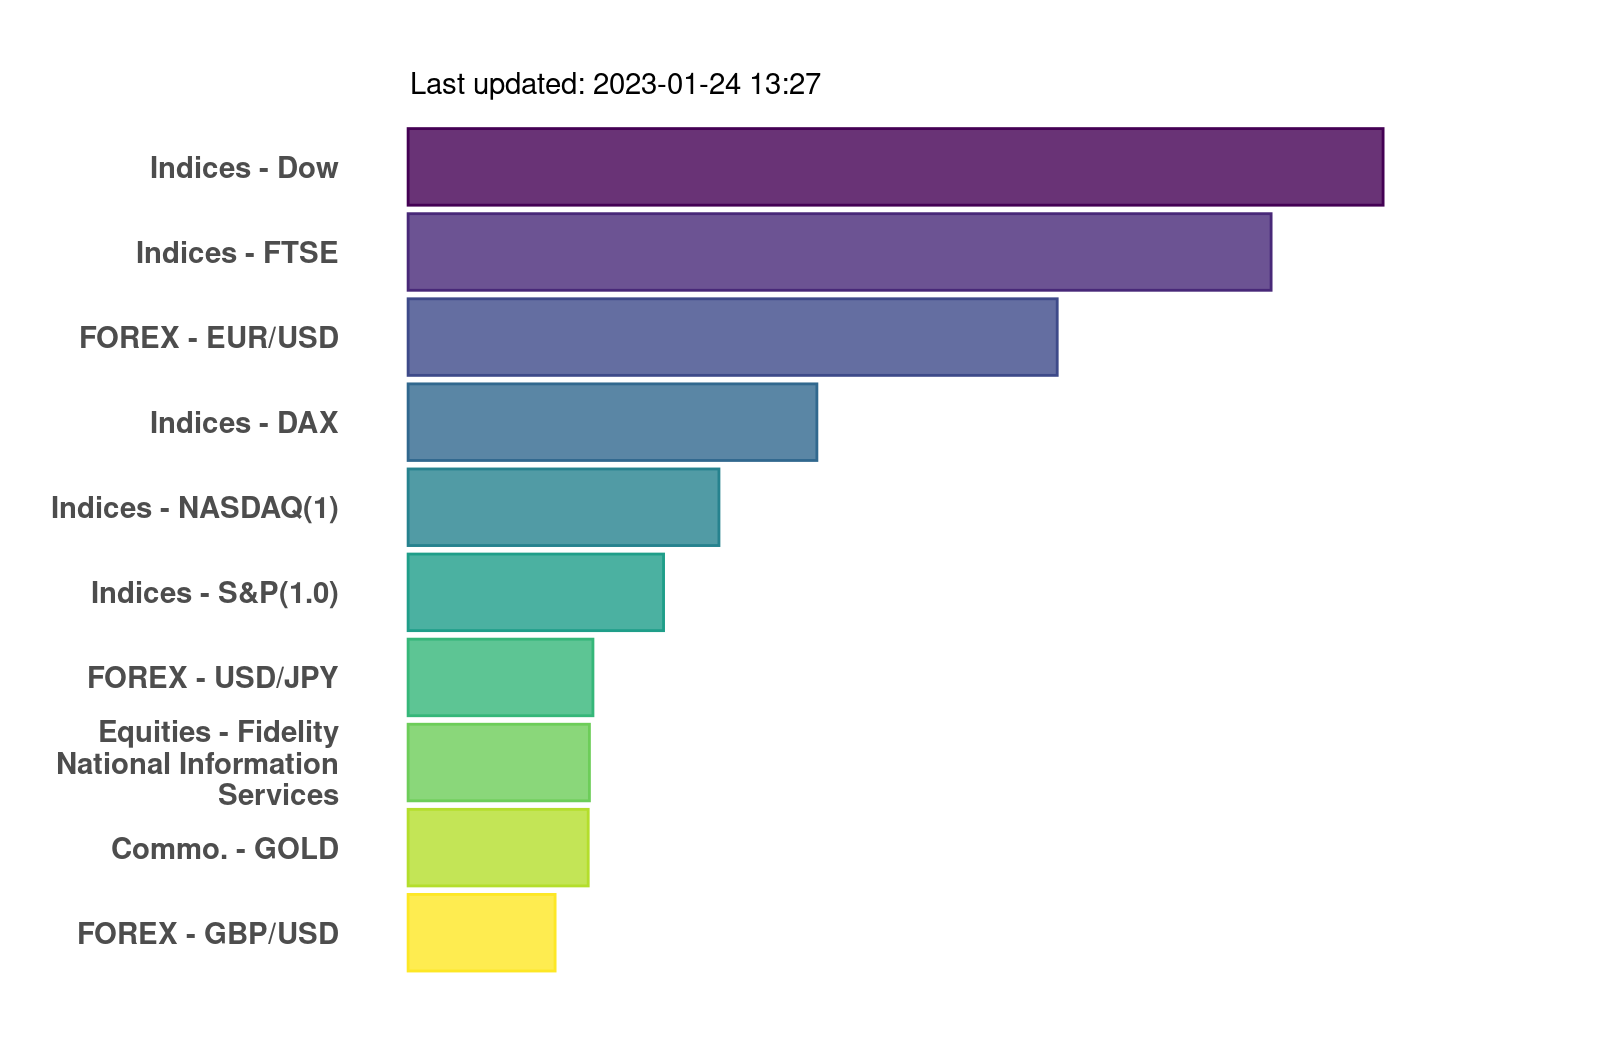 Last updated: 2023-01-24 13:27
Indices - Dow
Indices - FTSE
FOREX - EUR/USD
Indices - DAX
Indices - NASDAQ(1)
Indices - S&P(1.0)
FOREX - USD/JPY
Equities - Fidelity
National Information
Services
Commo. - GOLD
FOREX - GBP/USD